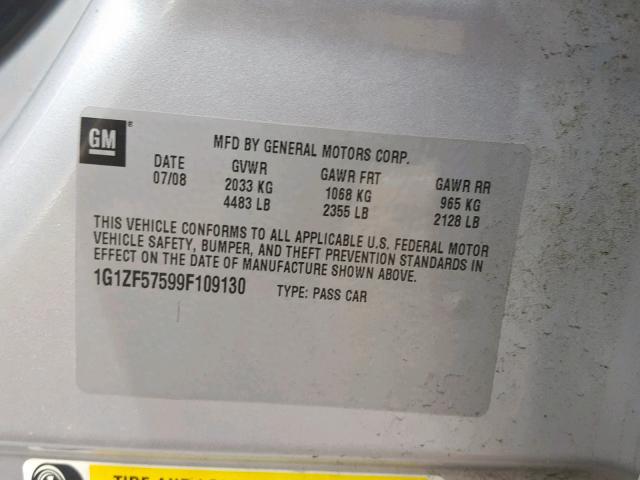 GM ®
MFD BY GENERAL MOTORS CORP.
DATE GVWR GAWR FRT GAWR RR
07/08 2033 KG 1068 KG 965 KG
4483 LB 2355 LB 2128 LB
THIS VEHICLE CONFORMS TO ALL APPLICABLE U.S. FEDERAL MOTOR
VEHICLE SAFETY, BUMPER, AND THEFT PREVENTION STANDARDS IN
EFFECT ON THE DATE OF MANUFACTURE SHOWN ABOVE.
1G1ZF57599F109130 TYPE: PASS CAR
TIRE AND